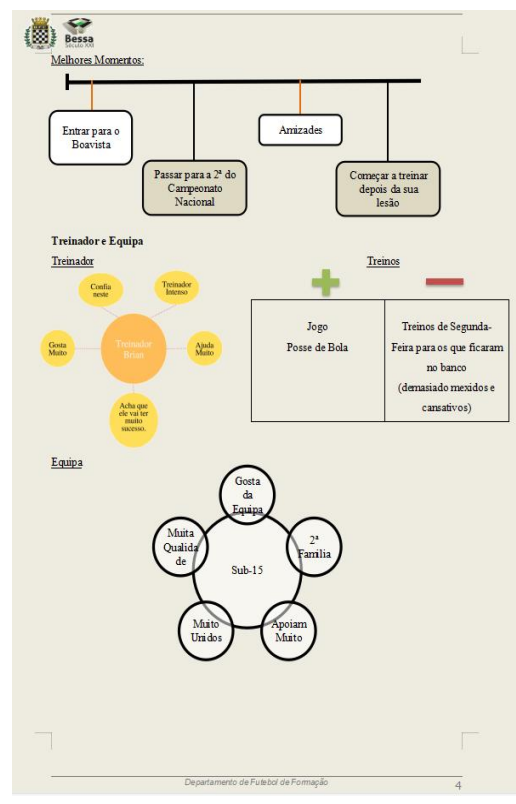 Bessa
Século XXI
Melhores Momentos:
Entrar para o
Boavista
Passar para a 2ª do
Campeonato
Nacional
Amizades
Começar a treinar
depois da sua
lesão
Treinador e Equipa
Treinador
Confia
neste
Treinador
Intenso
Gosta
Muito
Treinador
Brian
Ajuda
Muito
Acha que
ele vai ter
muito
sucesso.
Treinos
Jogo
Posse de Bola
Treinos de Segunda-
Feira para os que ficaram
no banco
(demasiado mexidos e
cansativos)
Equipa
Gosta
da
Equipa
Muita
Qualida
de
2ª
Família
Sub-15
Muito
Unidos
Apoiam
Muito
Departamento de Futebol de Formação
4